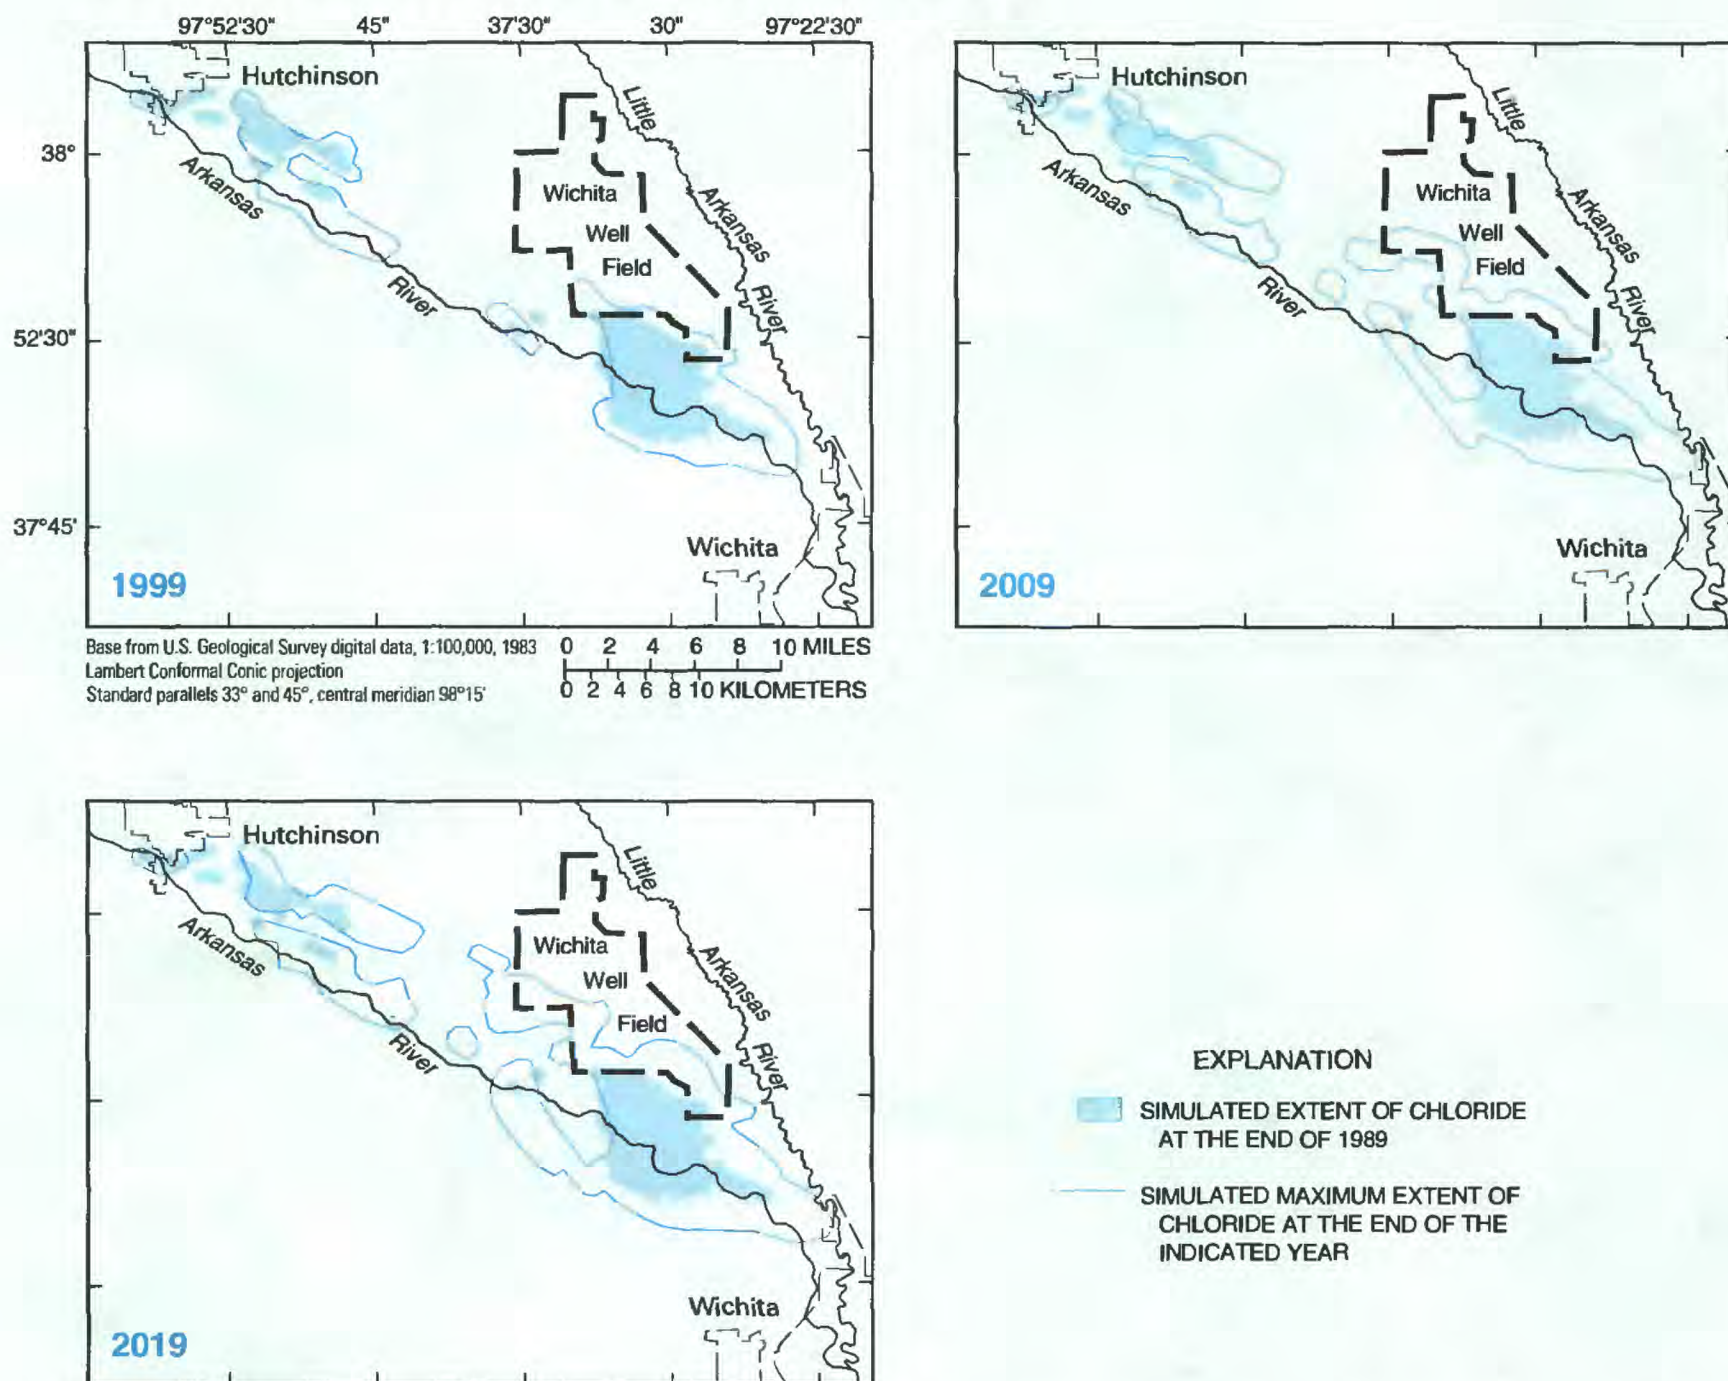 97°52'30" 45" 37'30" 30" 97°22'30"
Hutchinson
Little
38°
Arkansas
Wichita
Arkansas
Well
Field
River
River
52'30"
37°45'
Wichita
1999
Base from U.S. Geological Survey digital data, 1:100,000, 1983
Lambert Conformal Conic projection
Standard parallels 33° and 45°, central meridian 98°15'
0 2 4 6 8 10 MILES
0 2 4 6 8 10 KILOMETERS
Hutchinson
Little
Arkansas
Wichita
Arkansas
Well
Field
River
River
Wichita
2009
Hutchinson
Little
Arkansas
Wichita
Arkansas
Well
Field
River
River
Wichita
2019
EXPLANATION
SIMULATED EXTENT OF CHLORIDE
AT THE END OF 1989
SIMULATED MAXIMUM EXTENT OF
CHLORIDE AT THE END OF THE
INDICATED YEAR